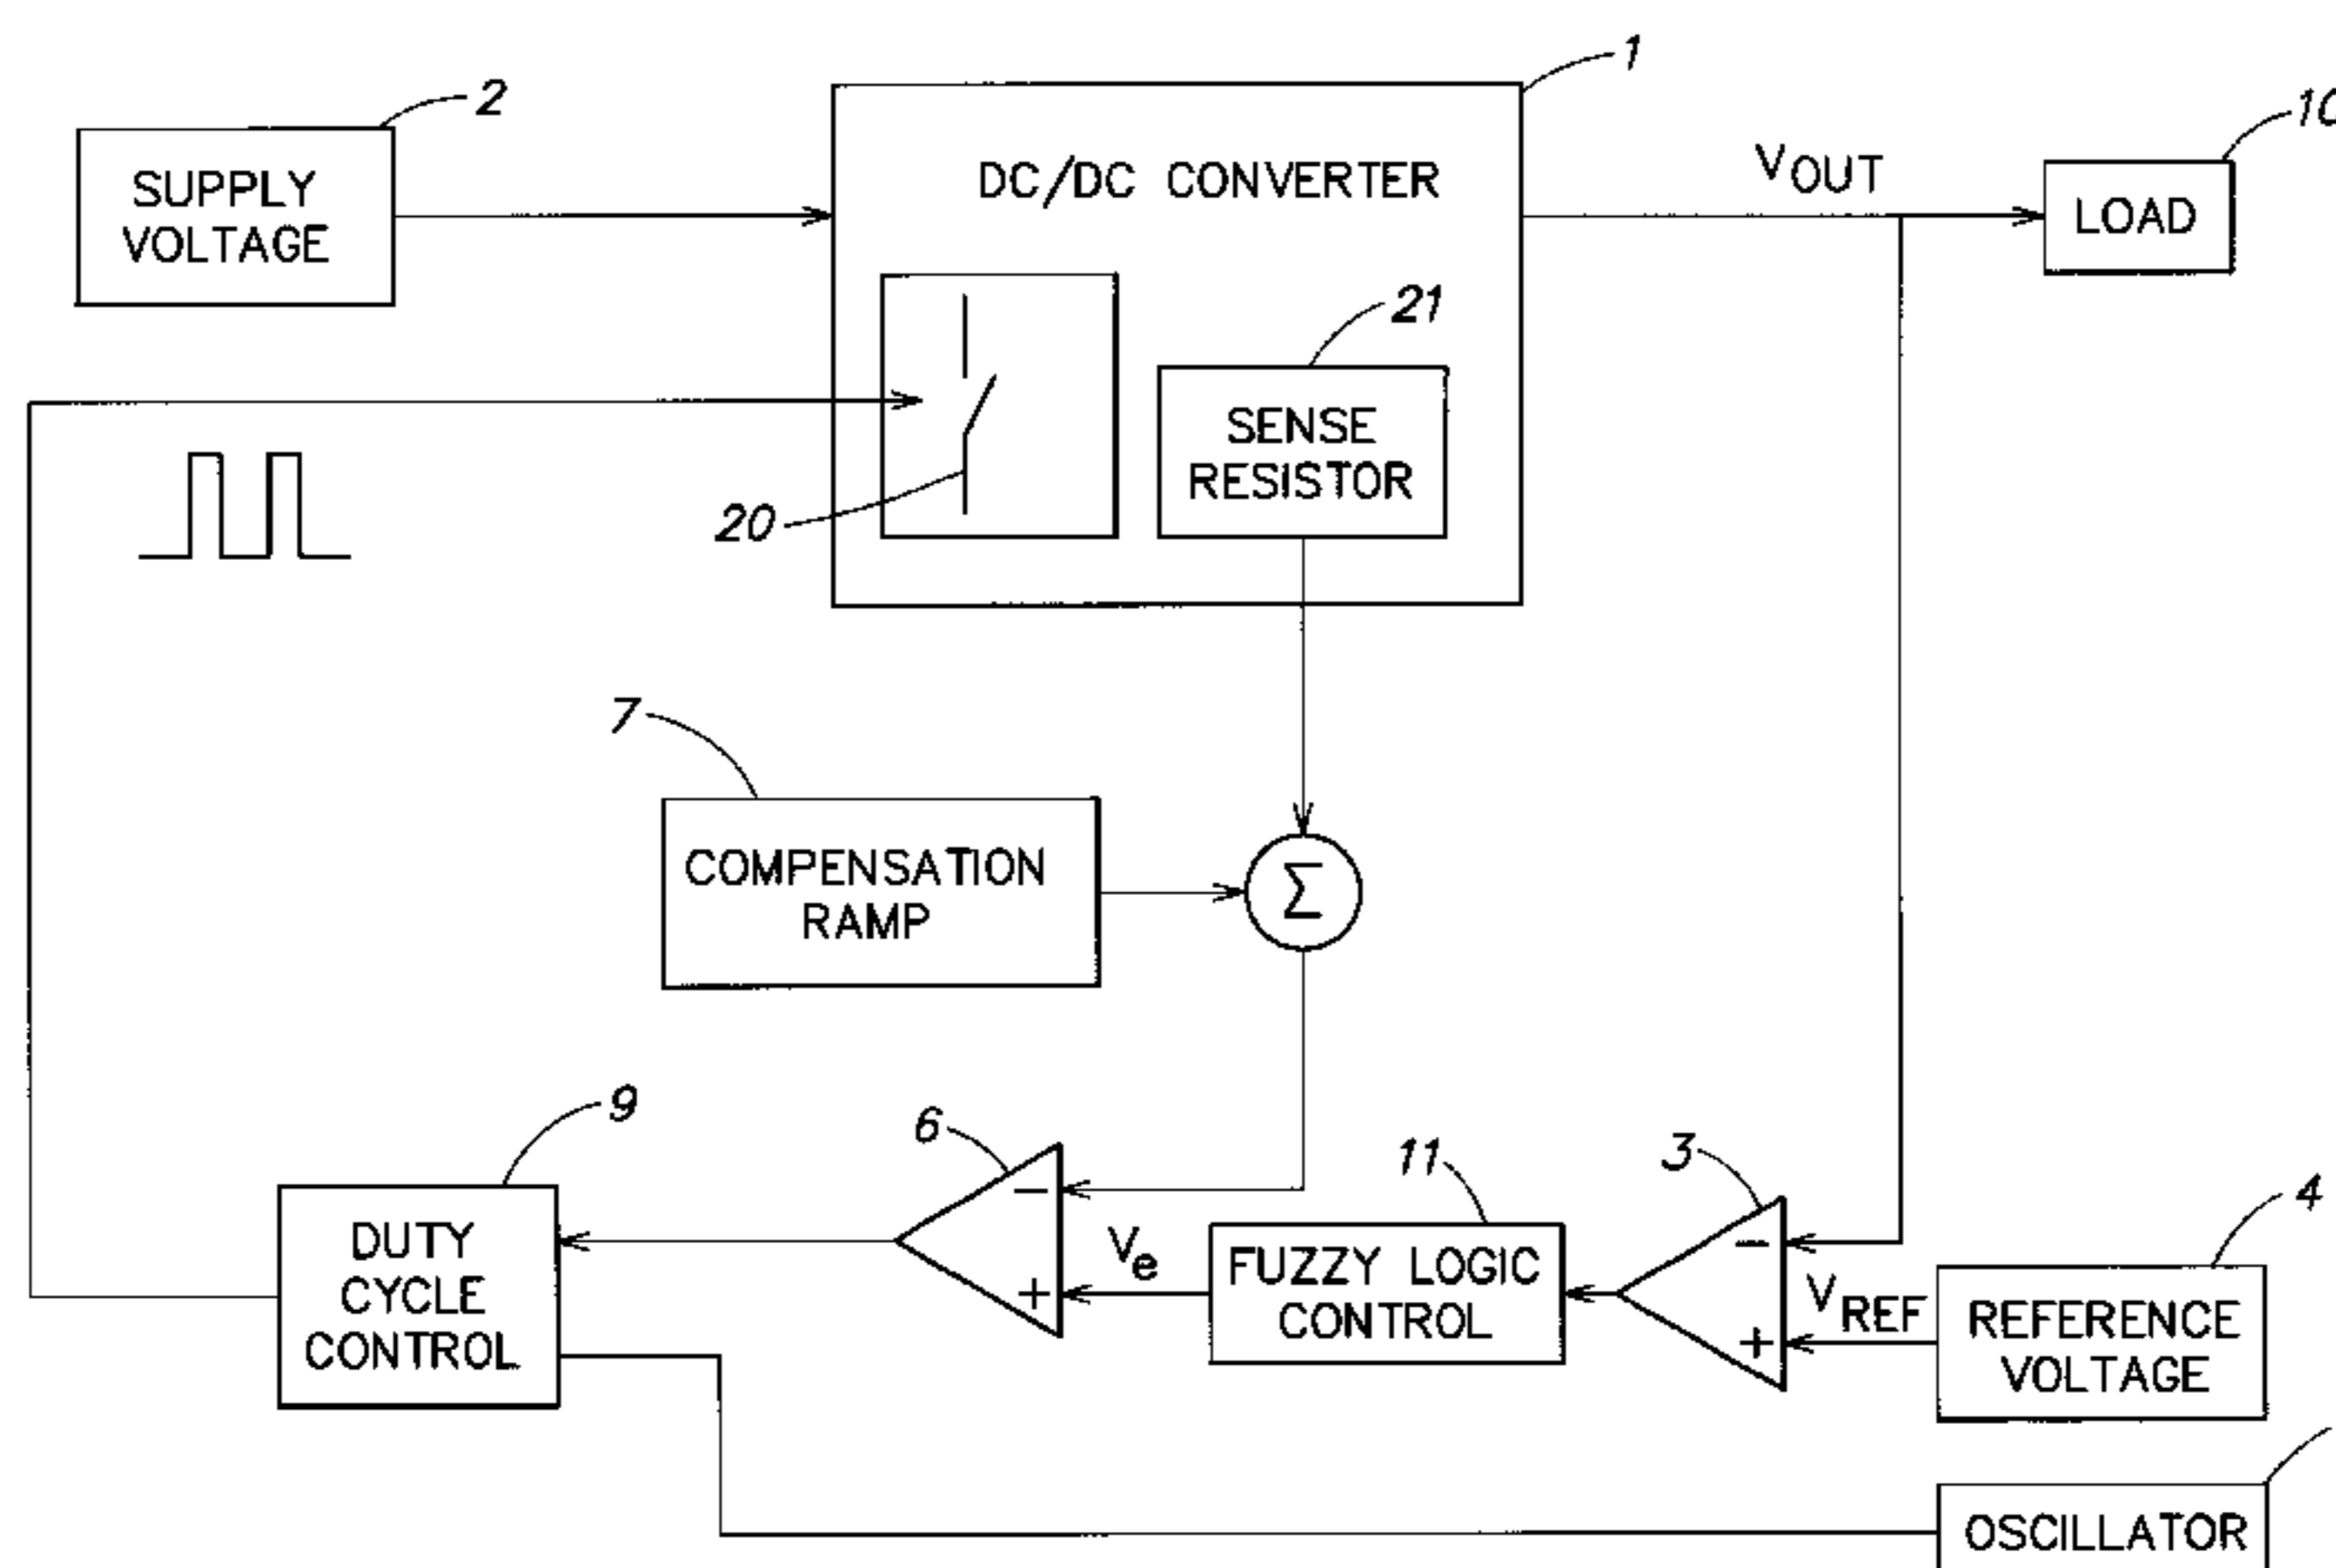 1
2
10
SUPPLY
VOLTAGE
DC/DC CONVERTER
VOUT
LOAD
21
SENSE
RESISTOR
20
7
COMPENSATION
RAMP
Σ
9
6
11
3
4
DUTY
CYCLE
CONTROL
−
+
Ve
FUZZY LOGIC
CONTROL
−
+
VREF
REFERENCE
VOLTAGE
OSCILLATOR